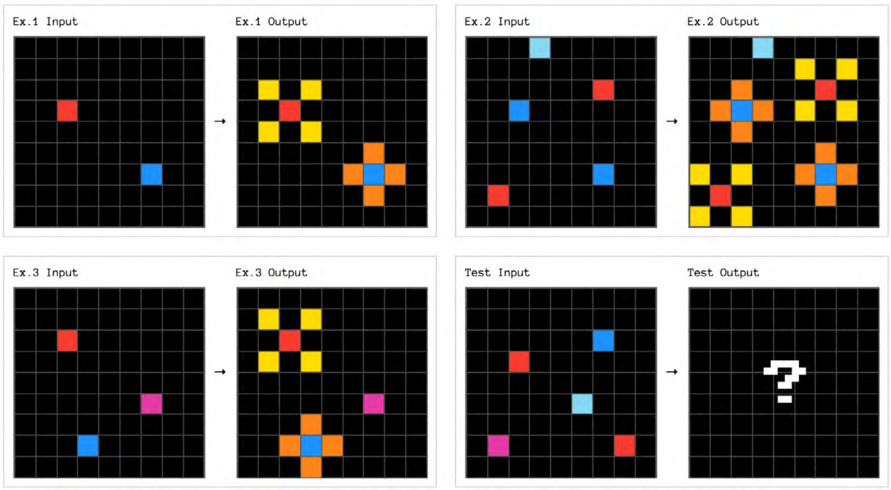 Ex.1 Input
Ex.1 Output
→
Ex.2 Input
Ex.2 Output
→
Ex.3 Input
Ex.3 Output
→
Test Input
Test Output
→
?